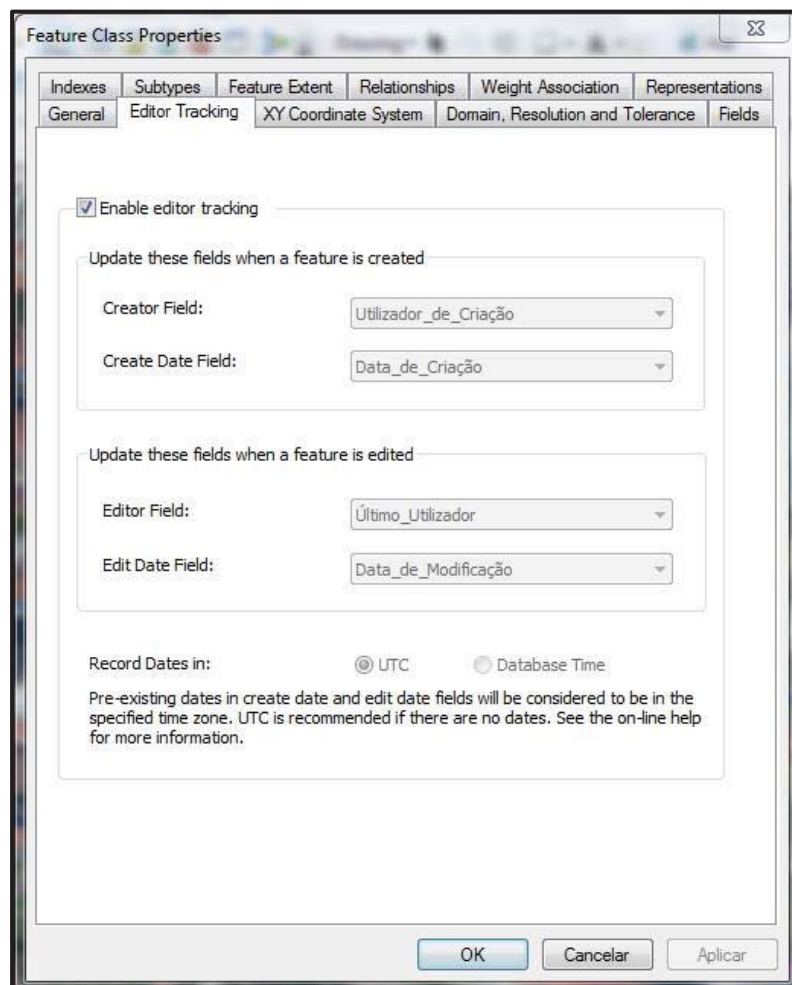 Feature Class Properties
Indexes Subtypes Feature Extent Relationships Weight Association Representations
General Editor Tracking XY Coordinate System Domain, Resolution and Tolerance Fields
Enable editor tracking
Update these fields when a feature is created
Creator Field: Utilizador_de_Criação
Create Date Field: Data_de_Criação
Update these fields when a feature is edited
Editor Field: Último_Utilizador
Edit Date Field: Data_de_Modificação
Record Dates in: UTC Database Time
Pre-existing dates in create date and edit date fields will be considered to be in the
specified time zone. UTC is recommended if there are no dates. See the on-line help
for more information.
OK Cancelar Aplicar